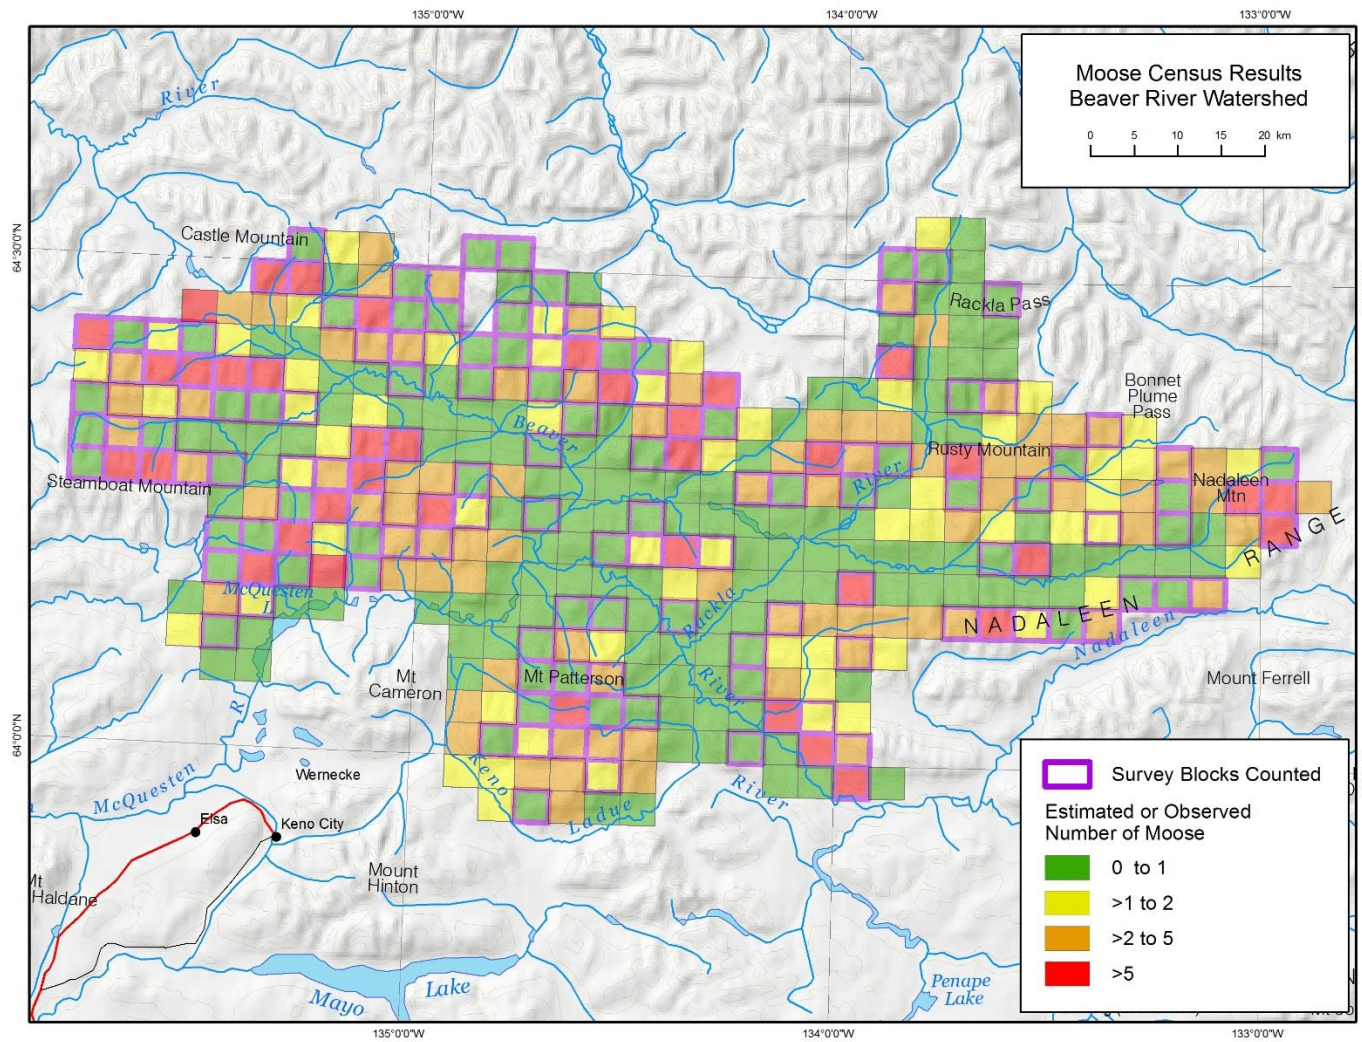 135°0'0"W
134°0'0"W
133°0'0"W
Moose Census Results
Beaver River Watershed
0 5 10 15 20 km
River
64°30'0"N
Castle Mountain
Rackla Pass
Bonnet
Plume
Pass
Beaver
Rusty Mountain
River
Steamboat Mountain
Nadaleen
Mtn
RANGE
McQuesten
L
Rackla
NADALEEN
Nadaleen
Mt
Cameron
Mt Patterson
River
Mount Ferrell
R
64°0'0"N
Wernecke
Keno
McQuesten
River
Ladue
Elsa
Keno City
Mount
Hinton
Mt
Haldane
Survey Blocks Counted
Estimated or Observed
Number of Moose
0 to 1
>1 to 2
>2 to 5
>5
Mayo
Lake
Penape
Lake
135°0'0"W
134°0'0"W
133°0'0"W